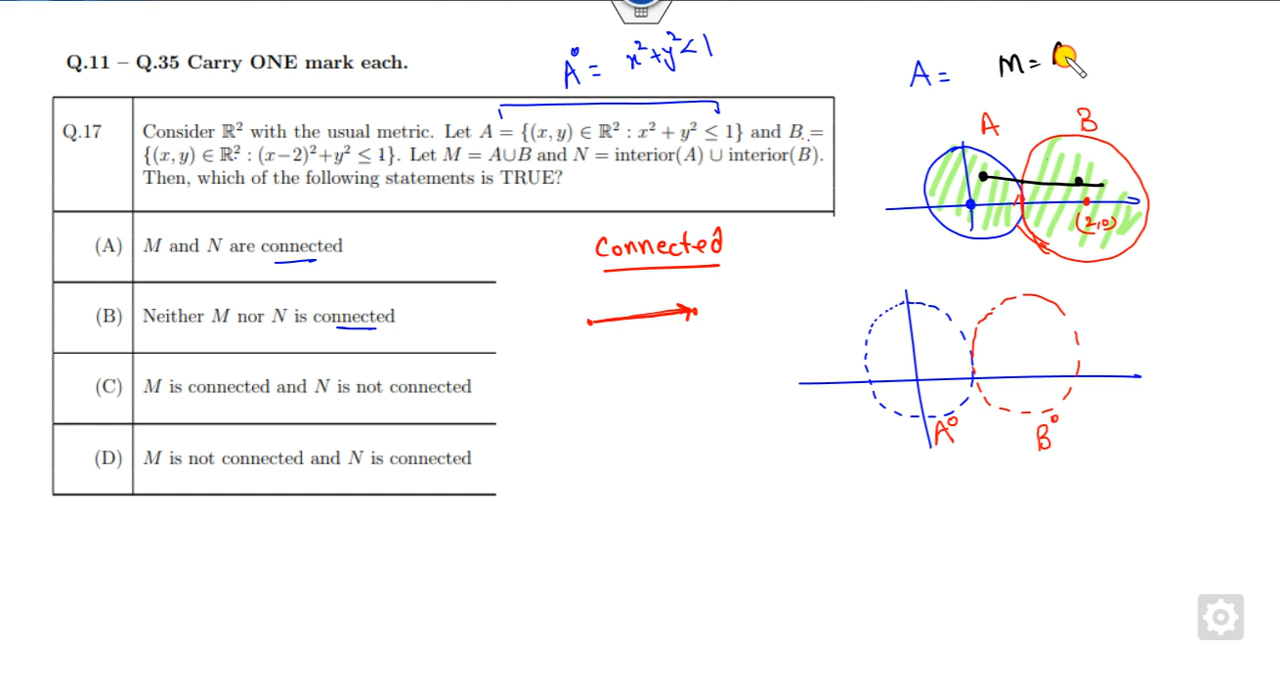 Q.11 – Q.35 Carry ONE mark each.
Å = x²+y²<1
A =
M =
Q.17
Consider ℝ² with the usual metric. Let A = {(x, y) ∈ ℝ² : x² + y² ≤ 1} and B =
{(x, y) ∈ ℝ² : (x−2)²+y² ≤ 1}. Let M = A∪B and N = interior(A) ∪ interior(B).
Then, which of the following statements is TRUE?
A
B
(2,0)
(A) M and N are connected
Connected
(B) Neither M nor N is connected
(C) M is connected and N is not connected
A°
B°
(D) M is not connected and N is connected